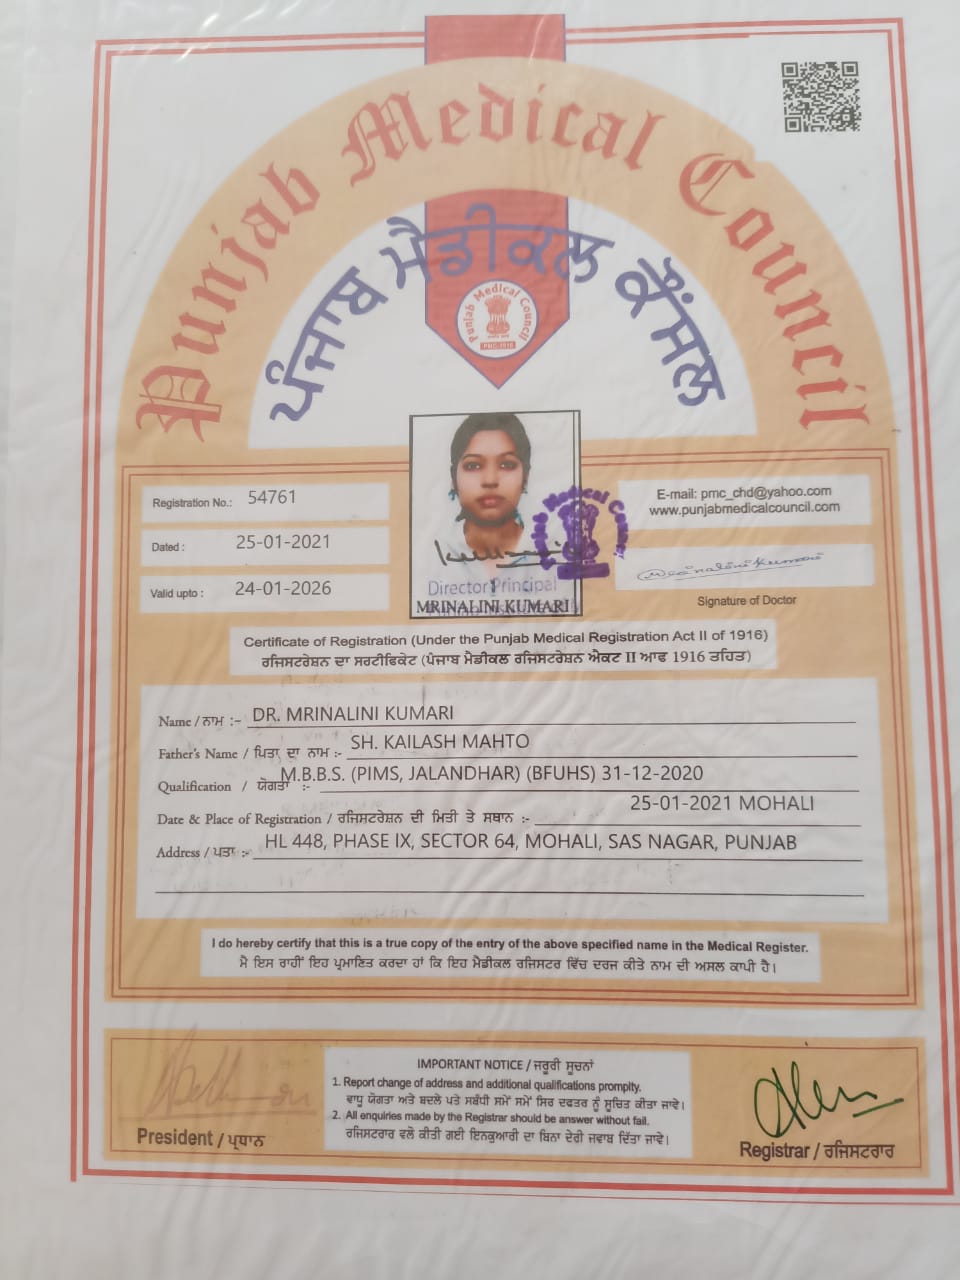 Punjab Medical Council
ਪੰਜਾਬ ਮੈਡੀਕਲ ਕੌਂਸਲ
Punjab Medical Council
PMC-1916
Registration No.: 54761
Dated : 25-01-2021
Valid upto : 24-01-2026
Director Principal
MRINALINI KUMARI
Medical Council
E-mail: pmc_chd@yahoo.com
www.punjabmedicalcouncil.com
Mrinalini Kumari
Signature of Doctor
Certificate of Registration (Under the Punjab Medical Registration Act II of 1916)
ਰਜਿਸਟਰੇਸ਼ਨ ਦਾ ਸਰਟੀਫਿਕੇਟ (ਪੰਜਾਬ ਮੈਡੀਕਲ ਰਜਿਸਟਰੇਸ਼ਨ ਐਕਟ II ਆਫ 1916 ਤਹਿਤ)
Name / ਨਾਮ :- DR. MRINALINI KUMARI
Father's Name / ਪਿਤਾ ਦਾ ਨਾਮ :- SH. KAILASH MAHTO
Qualification / ਯੋਗਤਾ :- M.B.B.S. (PIMS, JALANDHAR) (BFUHS) 31-12-2020
Date & Place of Registration / ਰਜਿਸਟਰੇਸ਼ਨ ਦੀ ਮਿਤੀ ਤੇ ਸਥਾਨ :- 25-01-2021 MOHALI
Address / ਪਤਾ :- HL 448, PHASE IX, SECTOR 64, MOHALI, SAS NAGAR, PUNJAB
I do hereby certify that this is a true copy of the entry of the above specified name in the Medical Register.
ਮੈ ਇਸ ਰਾਹੀਂ ਇਹ ਪ੍ਰਮਾਣਿਤ ਕਰਦਾ ਹਾਂ ਕਿ ਇਹ ਮੈਡੀਕਲ ਰਜਿਸਟਰ ਵਿੱਚ ਦਰਜ ਕੀਤੇ ਨਾਮ ਦੀ ਅਸਲ ਕਾਪੀ ਹੈ।
IMPORTANT NOTICE / ਜਰੂਰੀ ਸੂਚਨਾਂ
1. Report change of address and additional qualifications promplty.
ਵਾਧੂ ਯੋਗਤਾ ਅਤੇ ਬਦਲੇ ਪਤੇ ਸਬੰਧੀ ਸਮੇਂ ਸਮੇਂ ਸਿਰ ਦਫਤਰ ਨੂੰ ਸੂਚਿਤ ਕੀਤਾ ਜਾਵੇ।
2. All enquiries made by the Registrar should be answer without fail.
ਰਜਿਸਟਰਾਰ ਵਲੋਂ ਕੀਤੀ ਗਈ ਇਨਕੁਆਰੀ ਦਾ ਬਿਨਾ ਦੇਰੀ ਜਵਾਬ ਦਿੱਤਾ ਜਾਵੇ।
President / ਪ੍ਰਧਾਨ
Registrar / ਰਜਿਸਟਰਾਰ